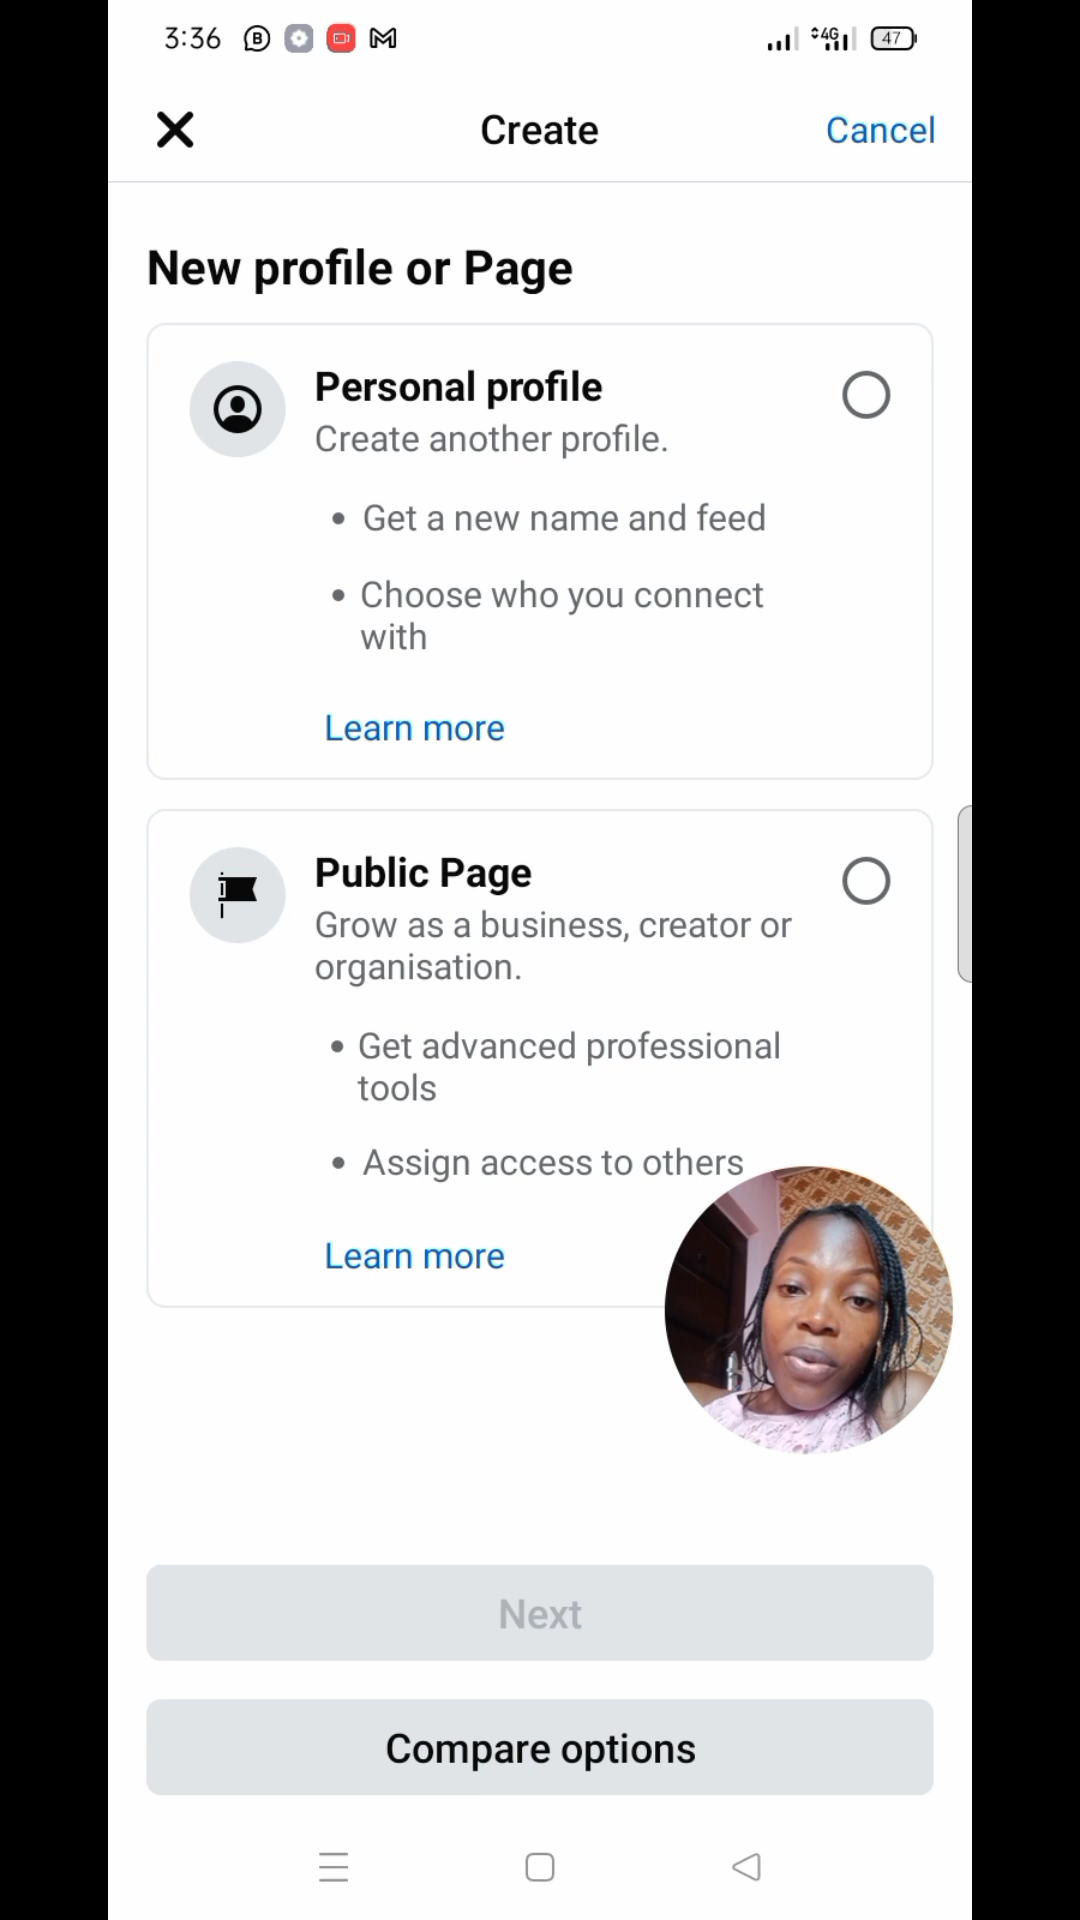 3:36
4G
47
Create
Cancel
New profile or Page
Personal profile
Create another profile.
• Get a new name and feed
• Choose who you connect
with
Learn more
Public Page
Grow as a business, creator or
organisation.
• Get advanced professional
tools
• Assign access to others
Learn more
Next
Compare options